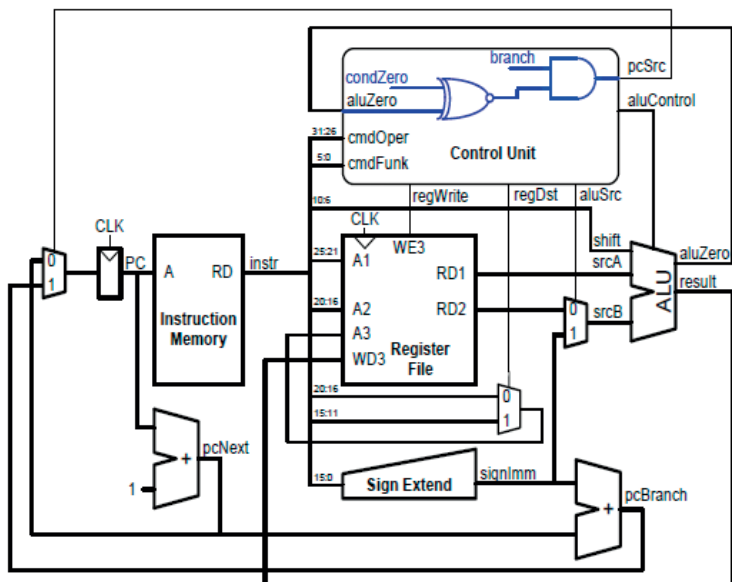 branch
pcSrc
condZero
aluZero
aluControl
31:26
cmdOper
5:0
cmdFunk
Control Unit
10:6
regWrite
regDst
aluSrc
CLK
CLK
shift
0
1
PC
A
RD
instr
25:21
A1
WE3
RD1
srcA
aluZero
result
ALU
Instruction
Memory
20:16
A2
RD2
0
1
srcB
A3
WD3
Register
File
20:16
0
15:11
1
pcNext
+
1
15:0
Sign Extend
signImm
pcBranch
+